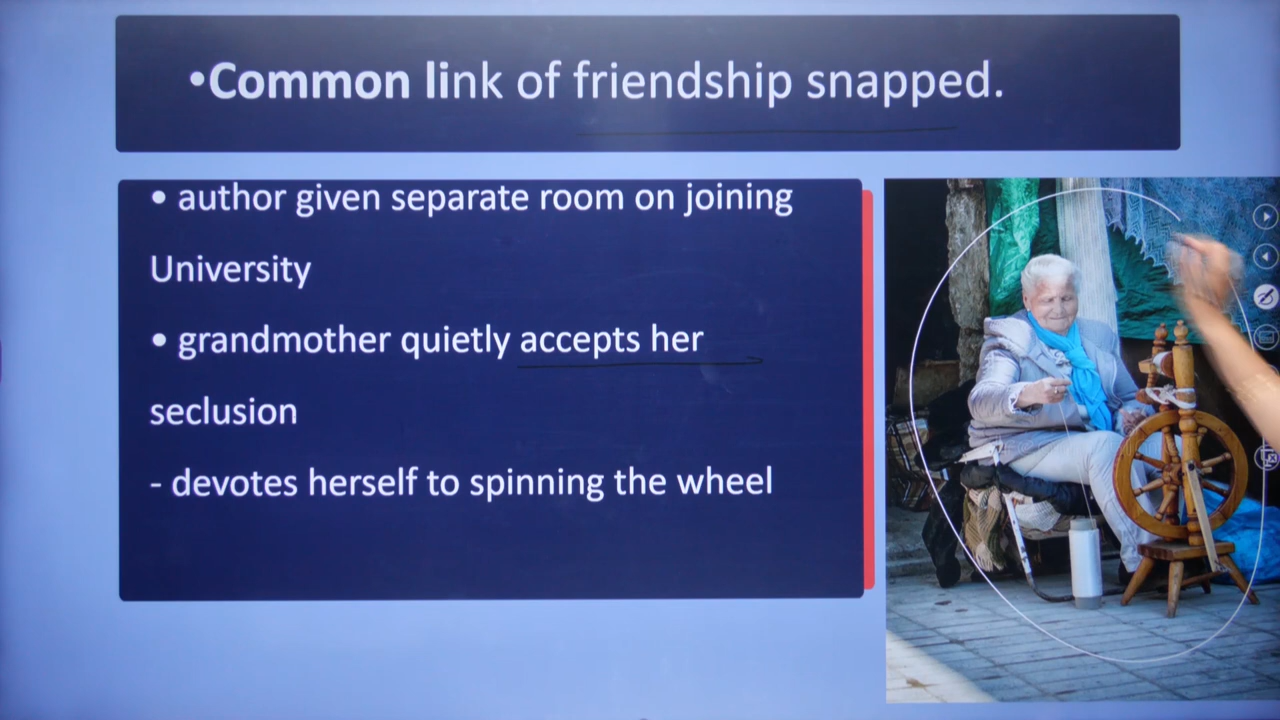 •Common link of friendship snapped.
• author given separate room on joining
University
• grandmother quietly accepts her
seclusion
- devotes herself to spinning the wheel